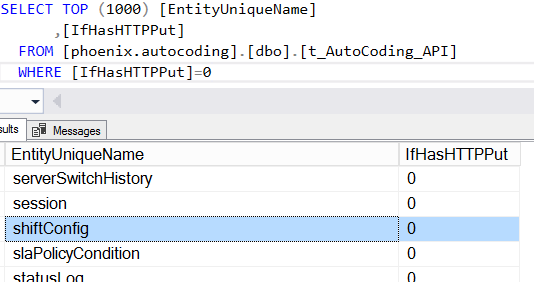 SELECT TOP (1000) [EntityUniqueName]
,[IfHasHTTPPut]
FROM [phoenix.autocoding].[dbo].[t_AutoCoding_API]
WHERE [IfHasHTTPPut]=0
sults Messages
EntityUniqueName IfHasHTTPPut
serverSwitchHistory 0
session 0
shiftConfig 0
slaPolicyCondition 0
statusLog 0